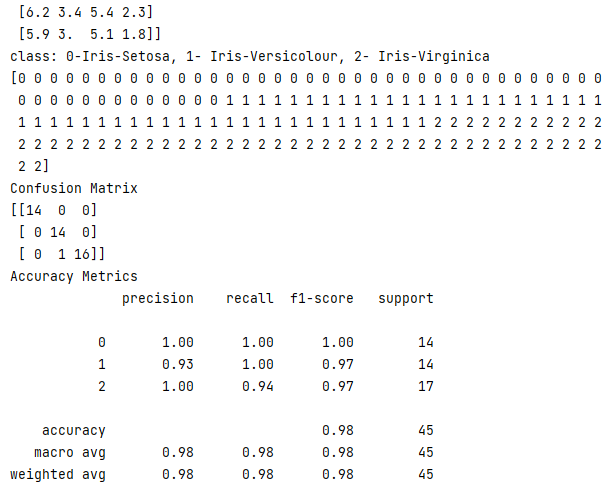 [6.2 3.4 5.4 2.3]
[5.9 3.  5.1 1.8]]
class: 0-Iris-Setosa, 1- Iris-Versicolour, 2- Iris-Virginica
[0 0 0 0 0 0 0 0 0 0 0 0 0 0 0 0 0 0 0 0 0 0 0 0 0 0 0 0 0 0 0 0 0 0 0 0 0
0 0 0 0 0 0 0 0 0 0 0 0 0 1 1 1 1 1 1 1 1 1 1 1 1 1 1 1 1 1 1 1 1 1 1 1 1
1 1 1 1 1 1 1 1 1 1 1 1 1 1 1 1 1 1 1 1 1 1 1 1 1 1 2 2 2 2 2 2 2 2 2 2 2
2 2 2 2 2 2 2 2 2 2 2 2 2 2 2 2 2 2 2 2 2 2 2 2 2 2 2 2 2 2 2 2 2 2 2 2 2
2 2]
Confusion Matrix
[[14  0  0]
[ 0 14  0]
[ 0  1 16]]
Accuracy Metrics
precision    recall  f1-score   support
0       1.00      1.00      1.00        14
1       0.93      1.00      0.97        14
2       1.00      0.94      0.97        17
accuracy                           0.98        45
macro avg       0.98      0.98      0.98        45
weighted avg       0.98      0.98      0.98        45